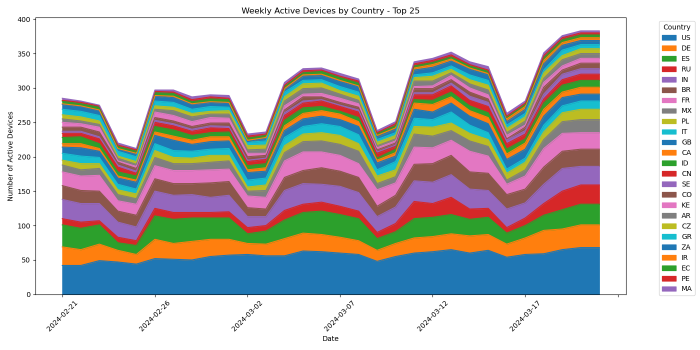 Weekly Active Devices by Country - Top 25
Number of Active Devices
400
350
300
250
200
150
100
50
0
2024-02-21
2024-02-26
2024-03-02
2024-03-07
2024-03-12
2024-03-17
Date
Country
US
DE
ES
RU
IN
BR
FR
MX
PL
IT
GB
CA
ID
CN
SE
CO
KE
AR
CZ
GR
ZA
IR
EC
PE
MA